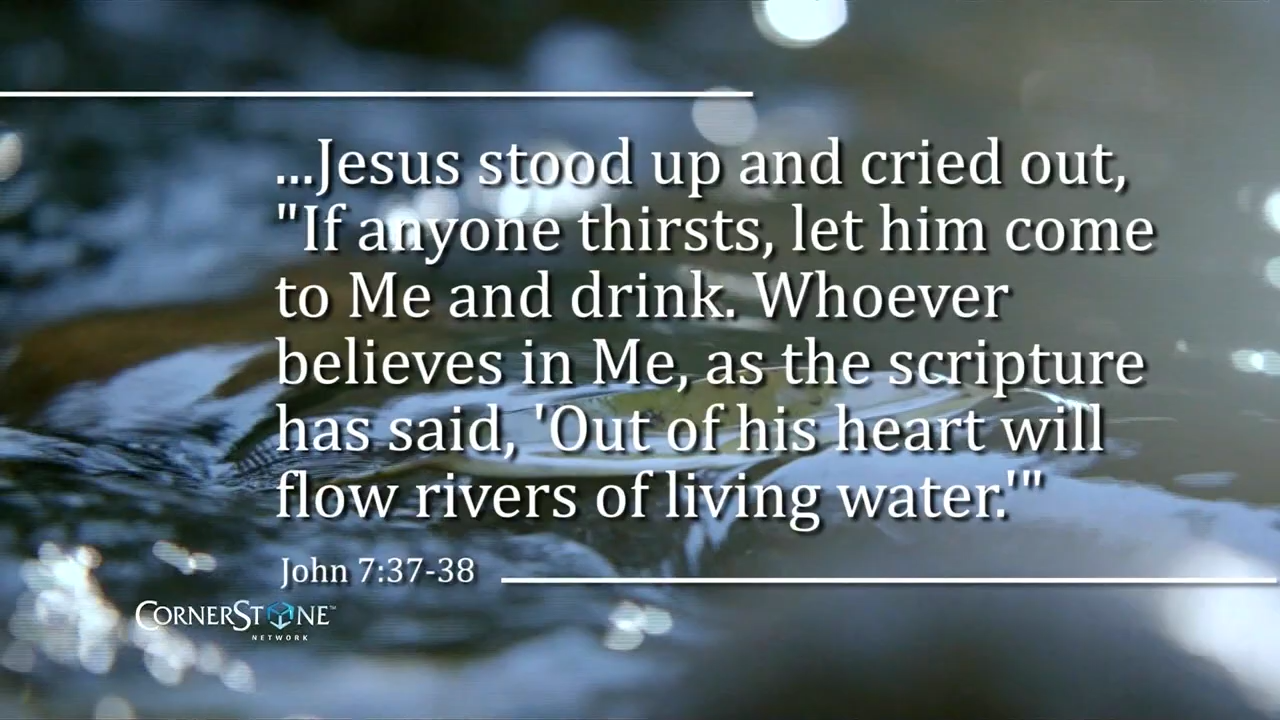 ...Jesus stood up and cried out,
"If anyone thirsts, let him come
to Me and drink. Whoever
believes in Me, as the scripture
has said, 'Out of his heart will
flow rivers of living water.'"
John 7:37-38
CORNERSTONE™
NETWORK